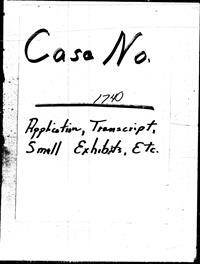 Case No.
1740
Application, Transcript,
Small Exhibits, Etc.